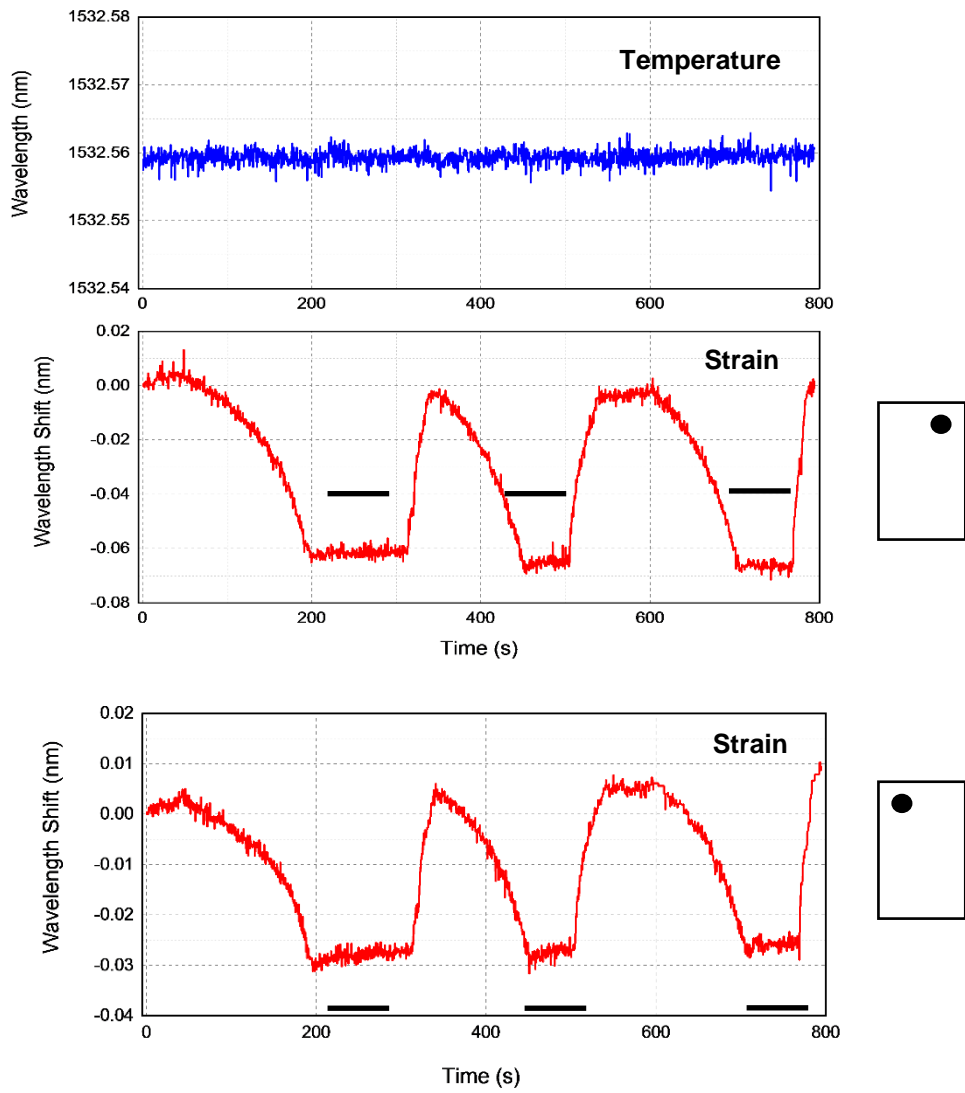 Temperature
Wavelength (nm)
1532.58
1532.57
1532.56
1532.55
1532.54
0 200 400 600 800
Strain
Wavelength Shift (nm)
0.02
0.00
-0.02
-0.04
-0.06
-0.08
0 200 400 600 800
Time (s)
Strain
Wavelength Shift (nm)
0.02
0.01
0.00
-0.01
-0.02
-0.03
-0.04
0 200 400 600 800
Time (s)